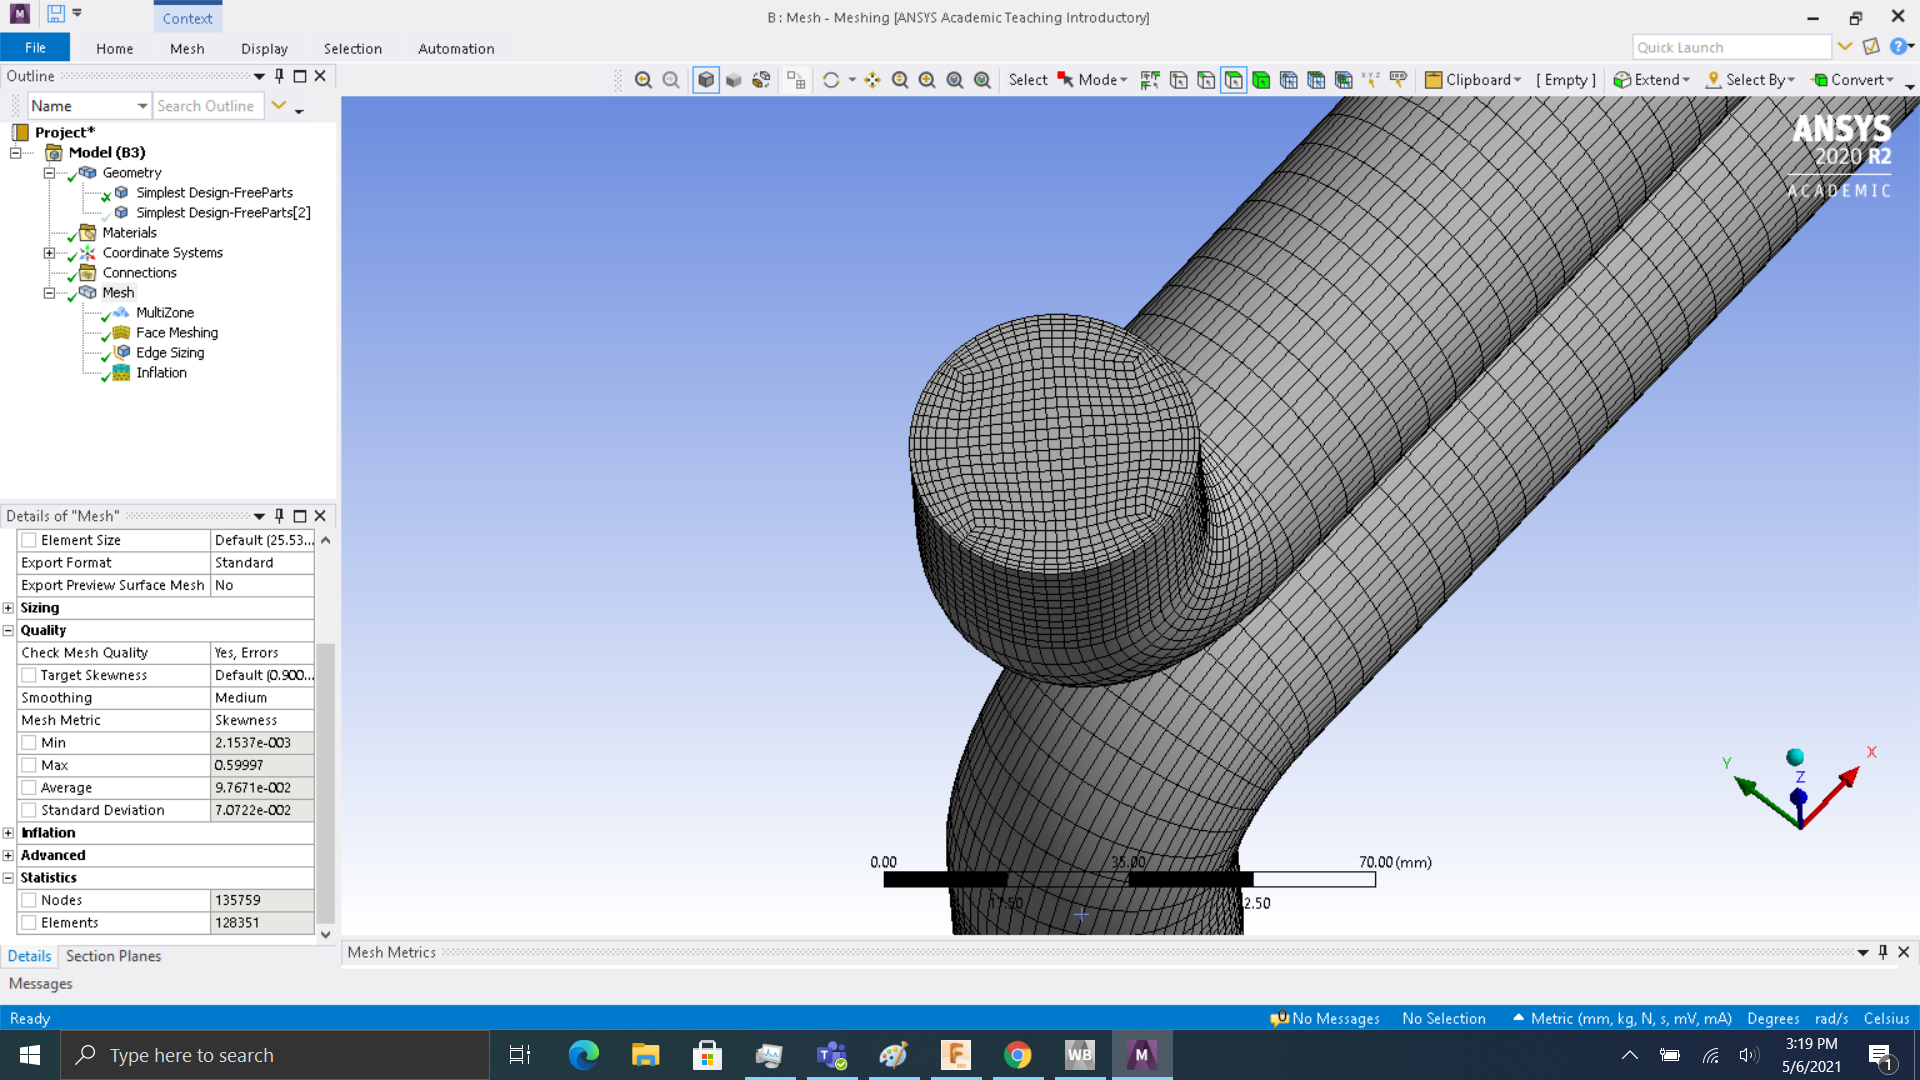 M
Context
B : Mesh - Meshing [ANSYS Academic Teaching Introductory]
File
Home
Mesh
Display
Selection
Automation
Quick Launch
Outline
Select
Mode
Clipboard
[ Empty ]
Extend
Select By
Convert
Name
Search Outline
Project*
Model (B3)
Geometry
Simplest Design-FreeParts
Simplest Design-FreeParts[2]
Materials
Coordinate Systems
Connections
Mesh
MultiZone
Face Meshing
Edge Sizing
Inflation
ANSYS
2020 R2
ACADEMIC
Details of "Mesh"
Element Size Default (25.53...
Export Format Standard
Export Preview Surface Mesh No
Sizing
Quality
Check Mesh Quality Yes, Errors
Target Skewness Default (0.900...
Smoothing Medium
Mesh Metric Skewness
Min 2.1537e-003
Max 0.59997
Average 9.7671e-002
Standard Deviation 7.0722e-002
Inflation
Advanced
Statistics
Nodes 135759
Elements 128351
X
Y
Z
0.00
35.00
70.00 (mm)
17.50
2.50
Details
Section Planes
Mesh Metrics
Messages
Ready
0 No Messages
No Selection
Metric (mm, kg, N, s, mV, mA)
Degrees
rad/s
Celsius
Type here to search
WB
M
3:19 PM
5/6/2021
1